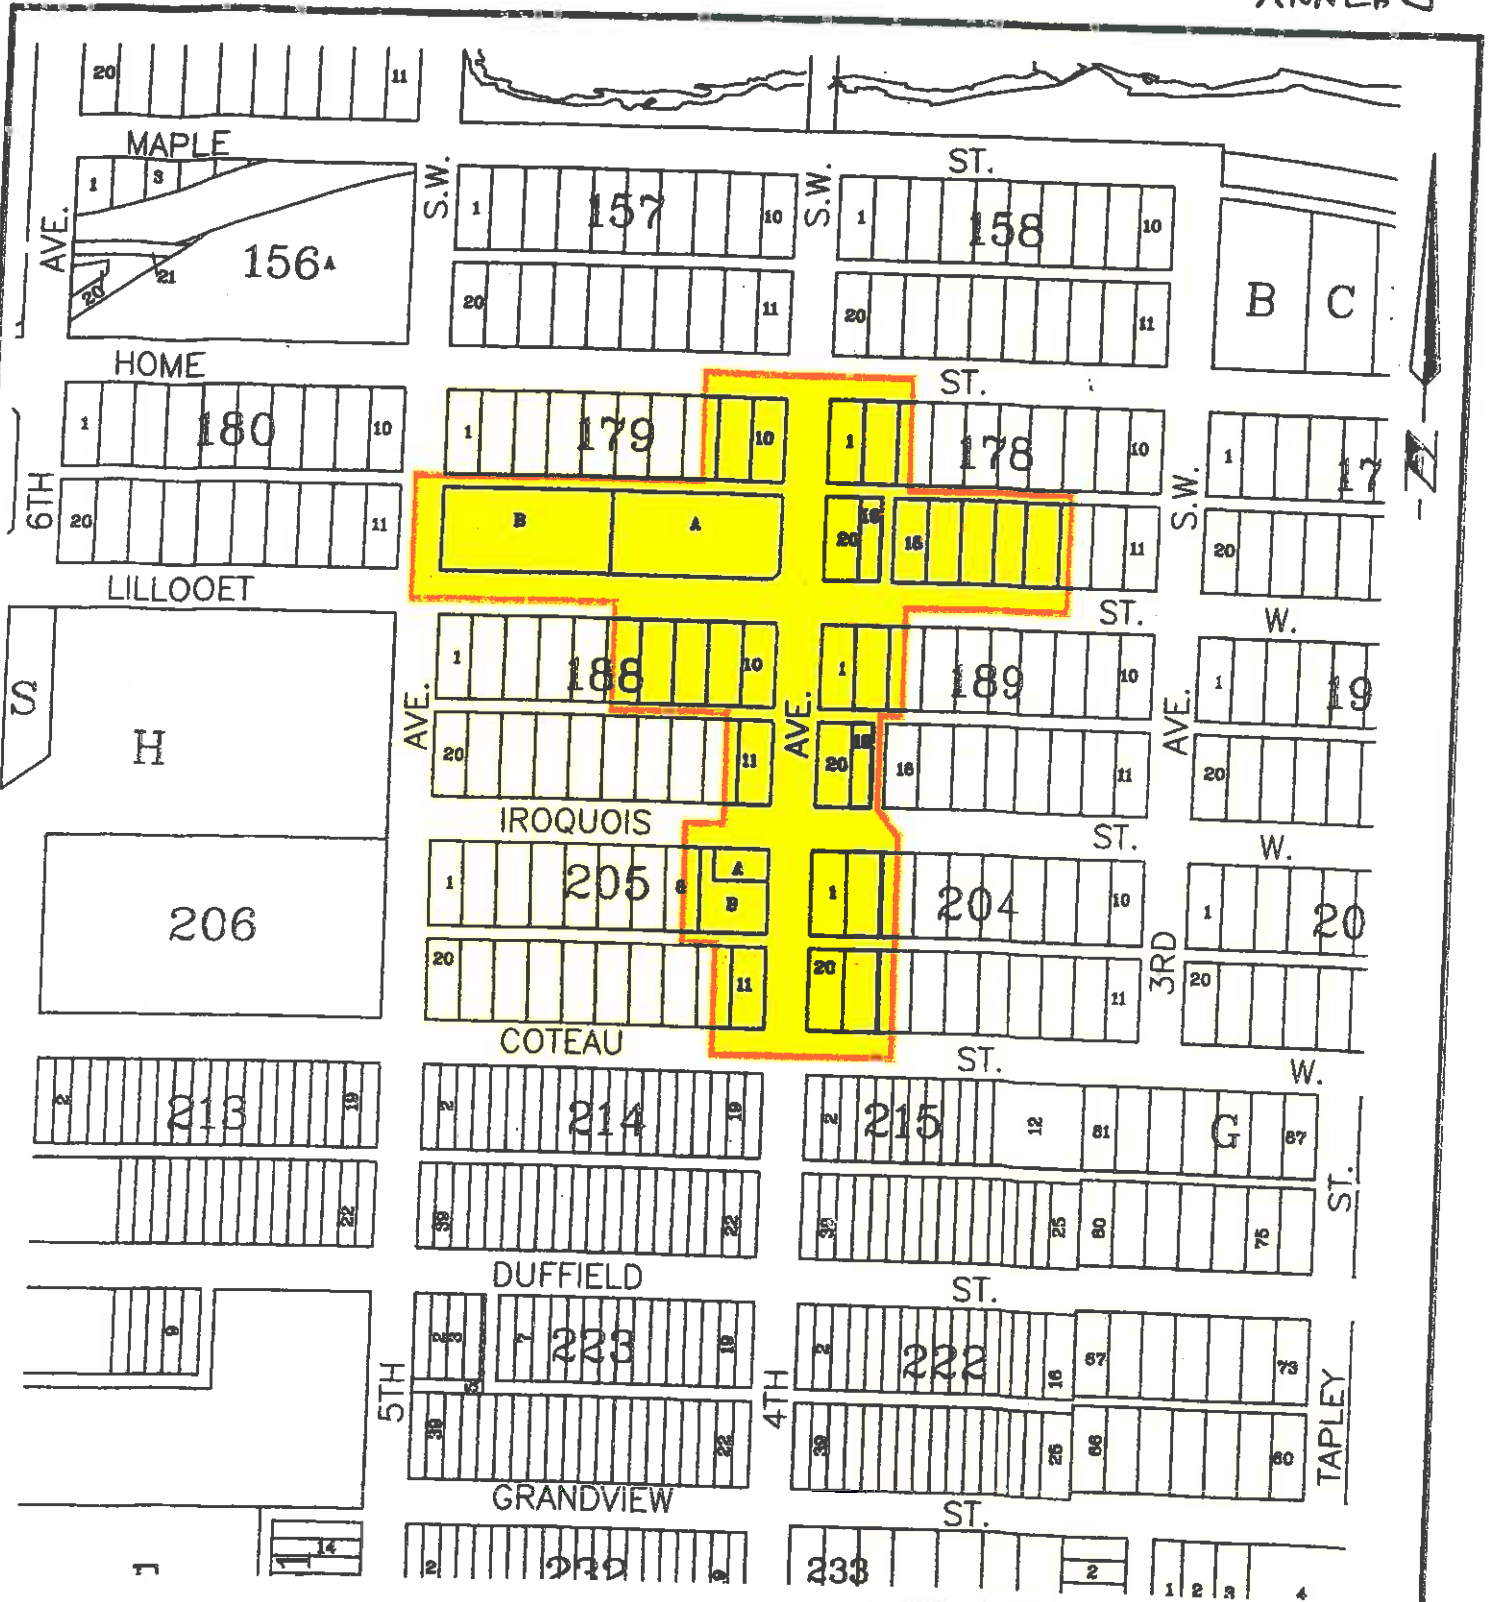 20 11
MAPLE ST.
1 3 S.W. 1 157 10 S.W. 1 158 10
AVE. 156A
20 21 20 11 20 11 B C
HOME ST.
1 180 10 1 179 10 1 178 10 S.W. 1 17
6TH 20 11 B A 20 16 11 20
N
LILLOOET ST. W.
S H 1 188 10 1 189 10 1 19
AVE. AVE. AVE.
20 11 20 16 11 20
IROQUOIS ST. W.
206 1 205 A B 1 204 10 1 20
20 11 20 11 3RD 20
COTEAU ST. W.
2 213 19 2 214 19 2 215 12 81 G 87
22 39 22 39 25 80 75 ST.
DUFFIELD ST.
9 2 3 7 223 19 2 222 16 67 73
5TH 39 22 4TH 39 26 66 60 TAPLEY
GRANDVIEW ST.
14 2 232 233 2 1 2 3 4